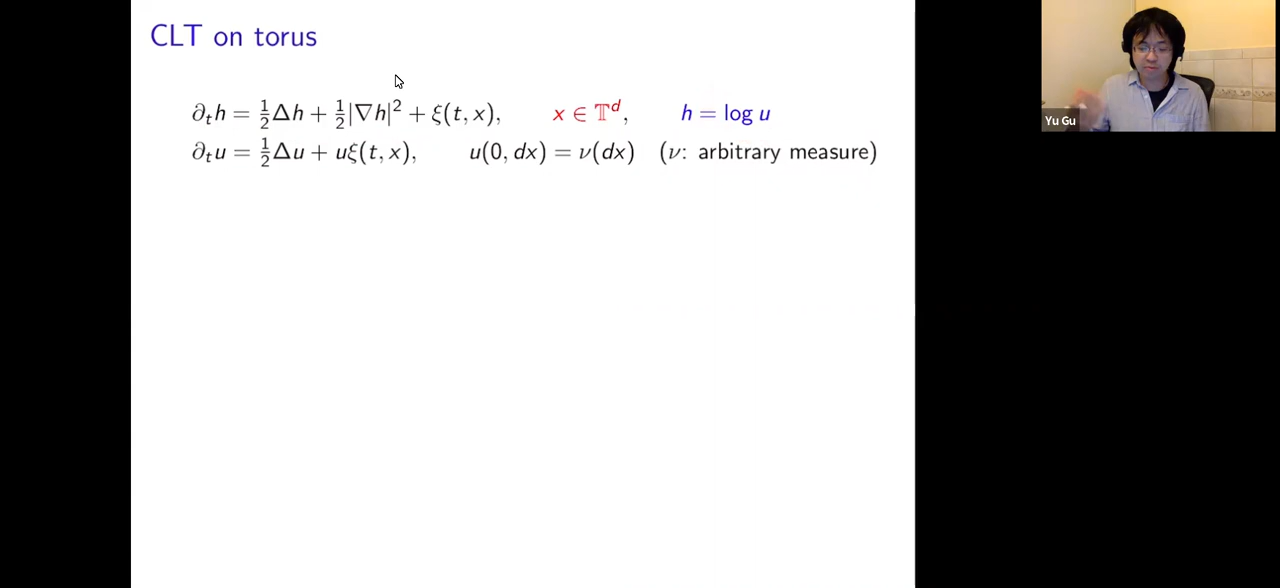 CLT on torus
∂ₜh = ½Δh + ½|∇h|² + ξ(t, x), x ∈ 𝕋ᵈ, h = log u
∂ₜu = ½Δu + uξ(t, x), u(0, dx) = ν(dx) (ν: arbitrary measure)
Yu Gu